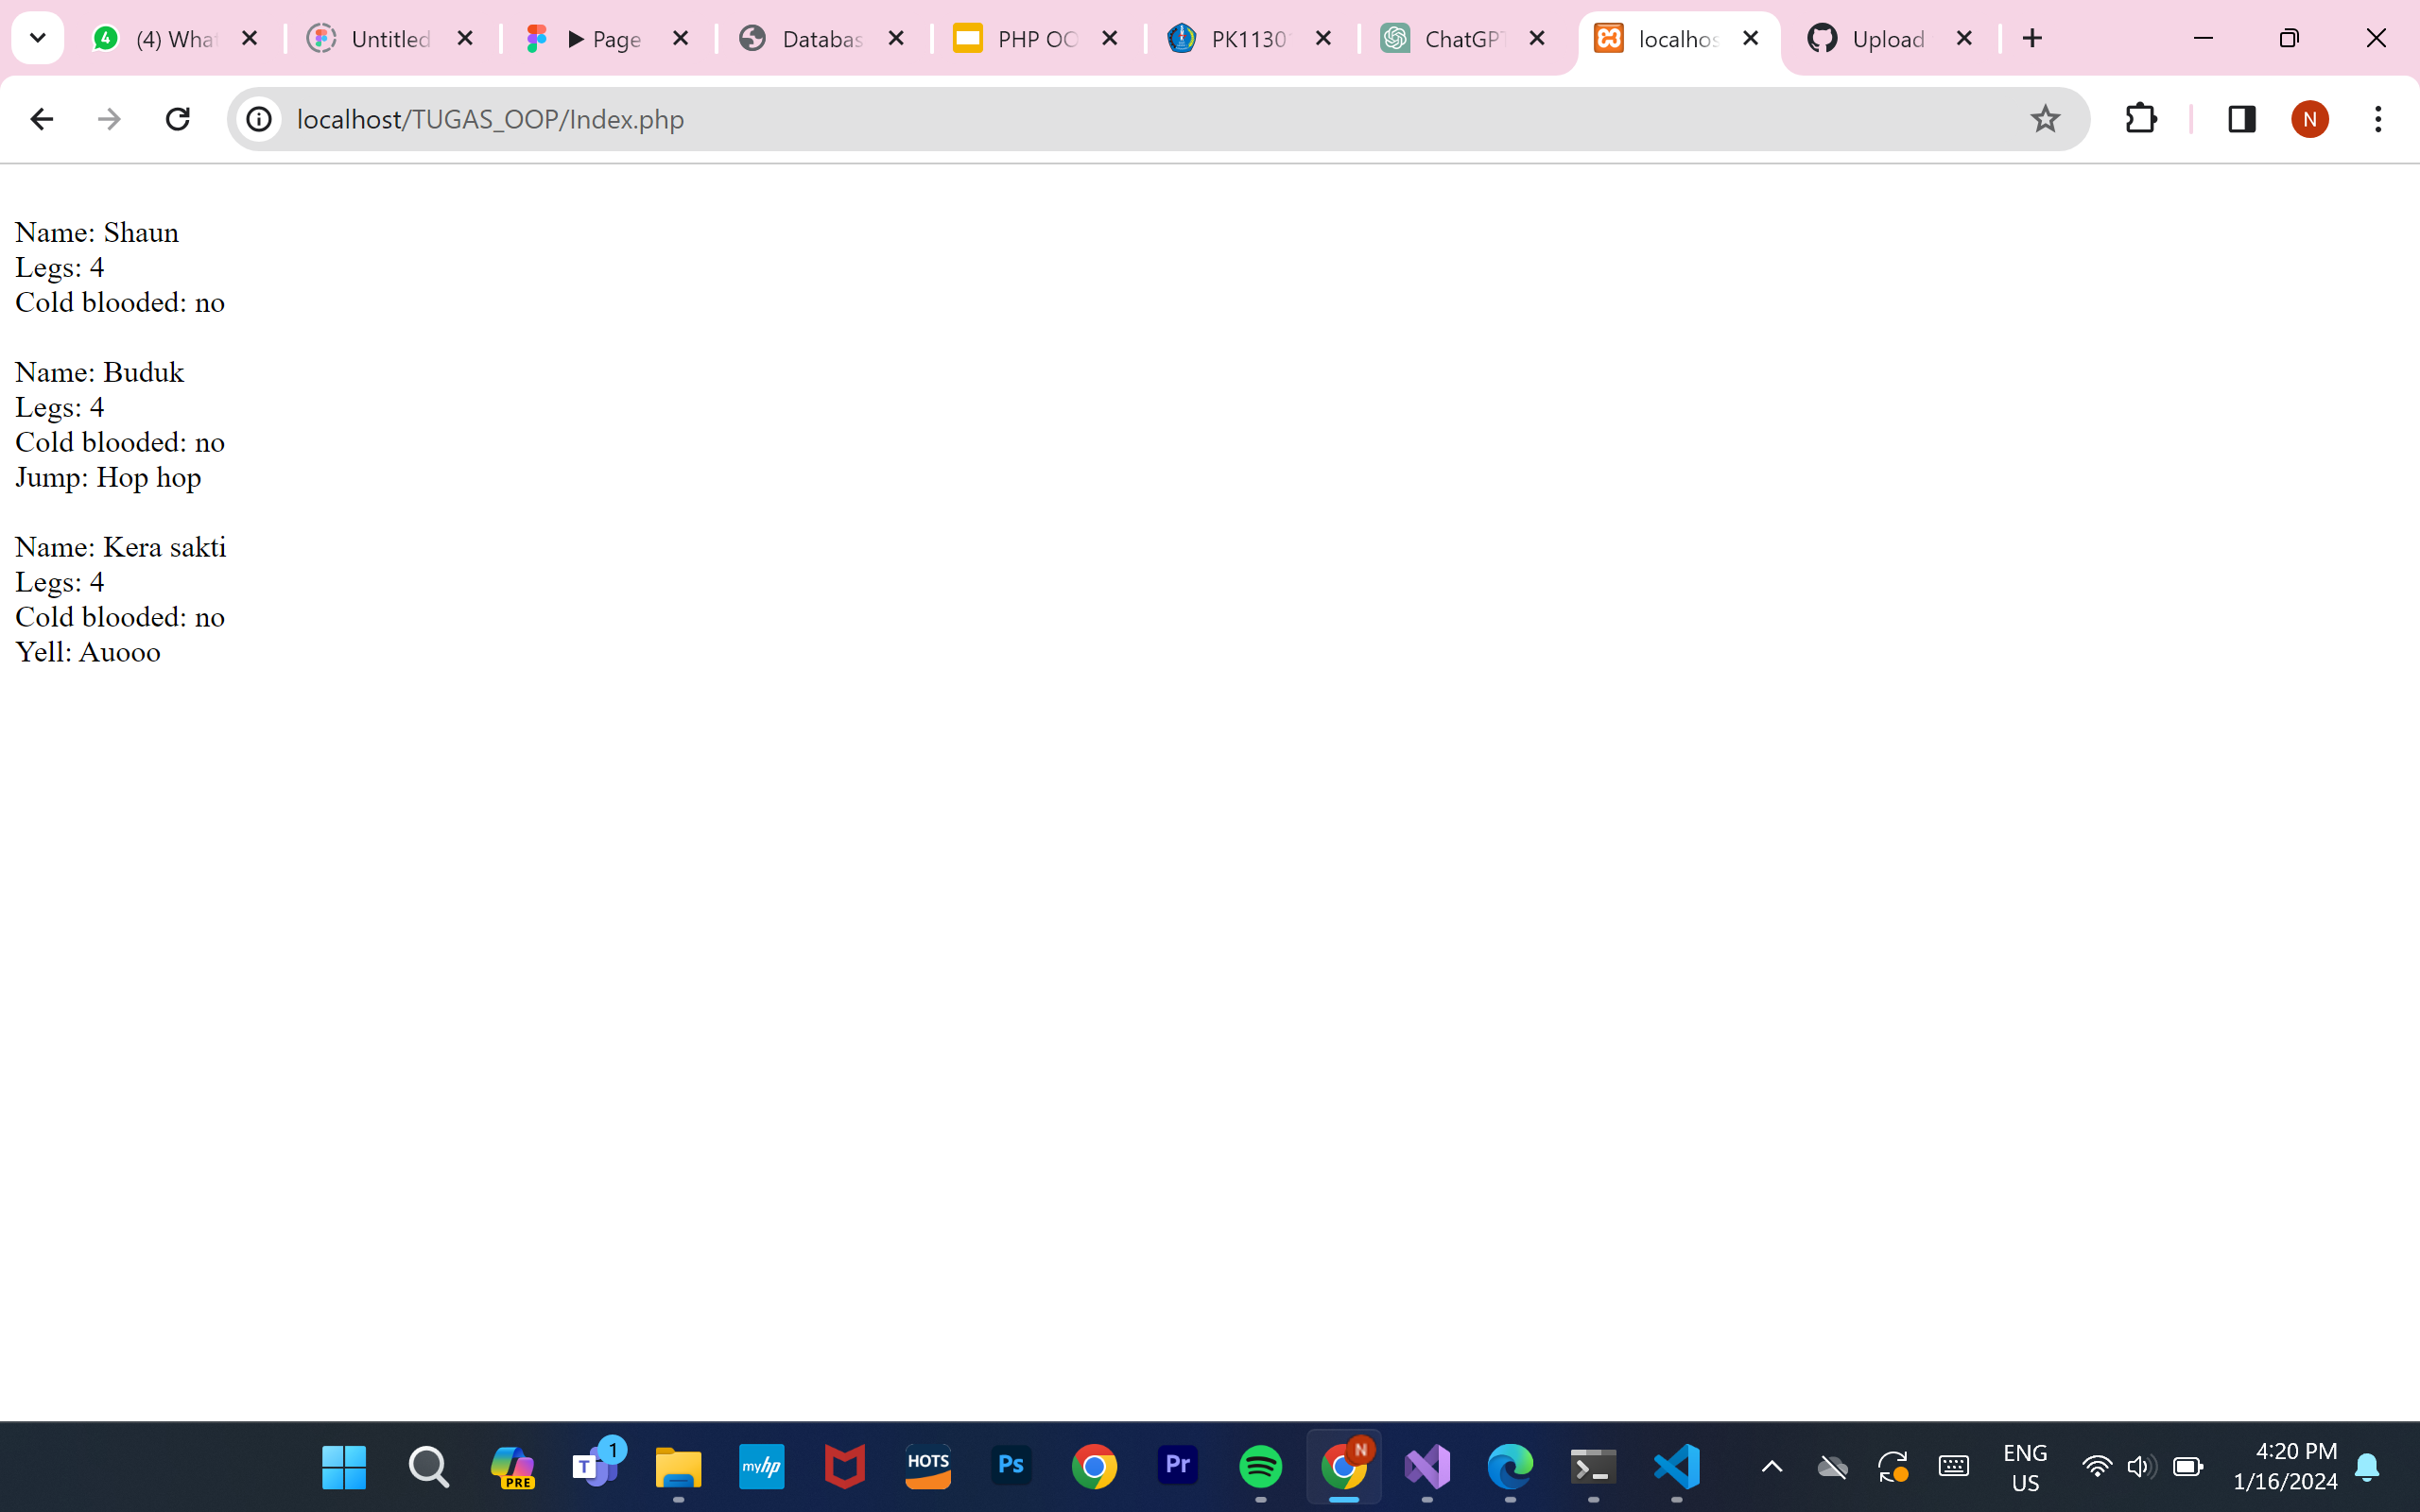 (4) What
Untitled
▶ Page
Databas
PHP OO
PK1130
ChatGPT
localhos
Upload
localhost/TUGAS_OOP/Index.php
N
Name: Shaun
Legs: 4
Cold blooded: no
Name: Buduk
Legs: 4
Cold blooded: no
Jump: Hop hop
Name: Kera sakti
Legs: 4
Cold blooded: no
Yell: Auooo
PRE
T
1
myhp
HOTS
Ps
Pr
N
ENG
US
4:20 PM
1/16/2024